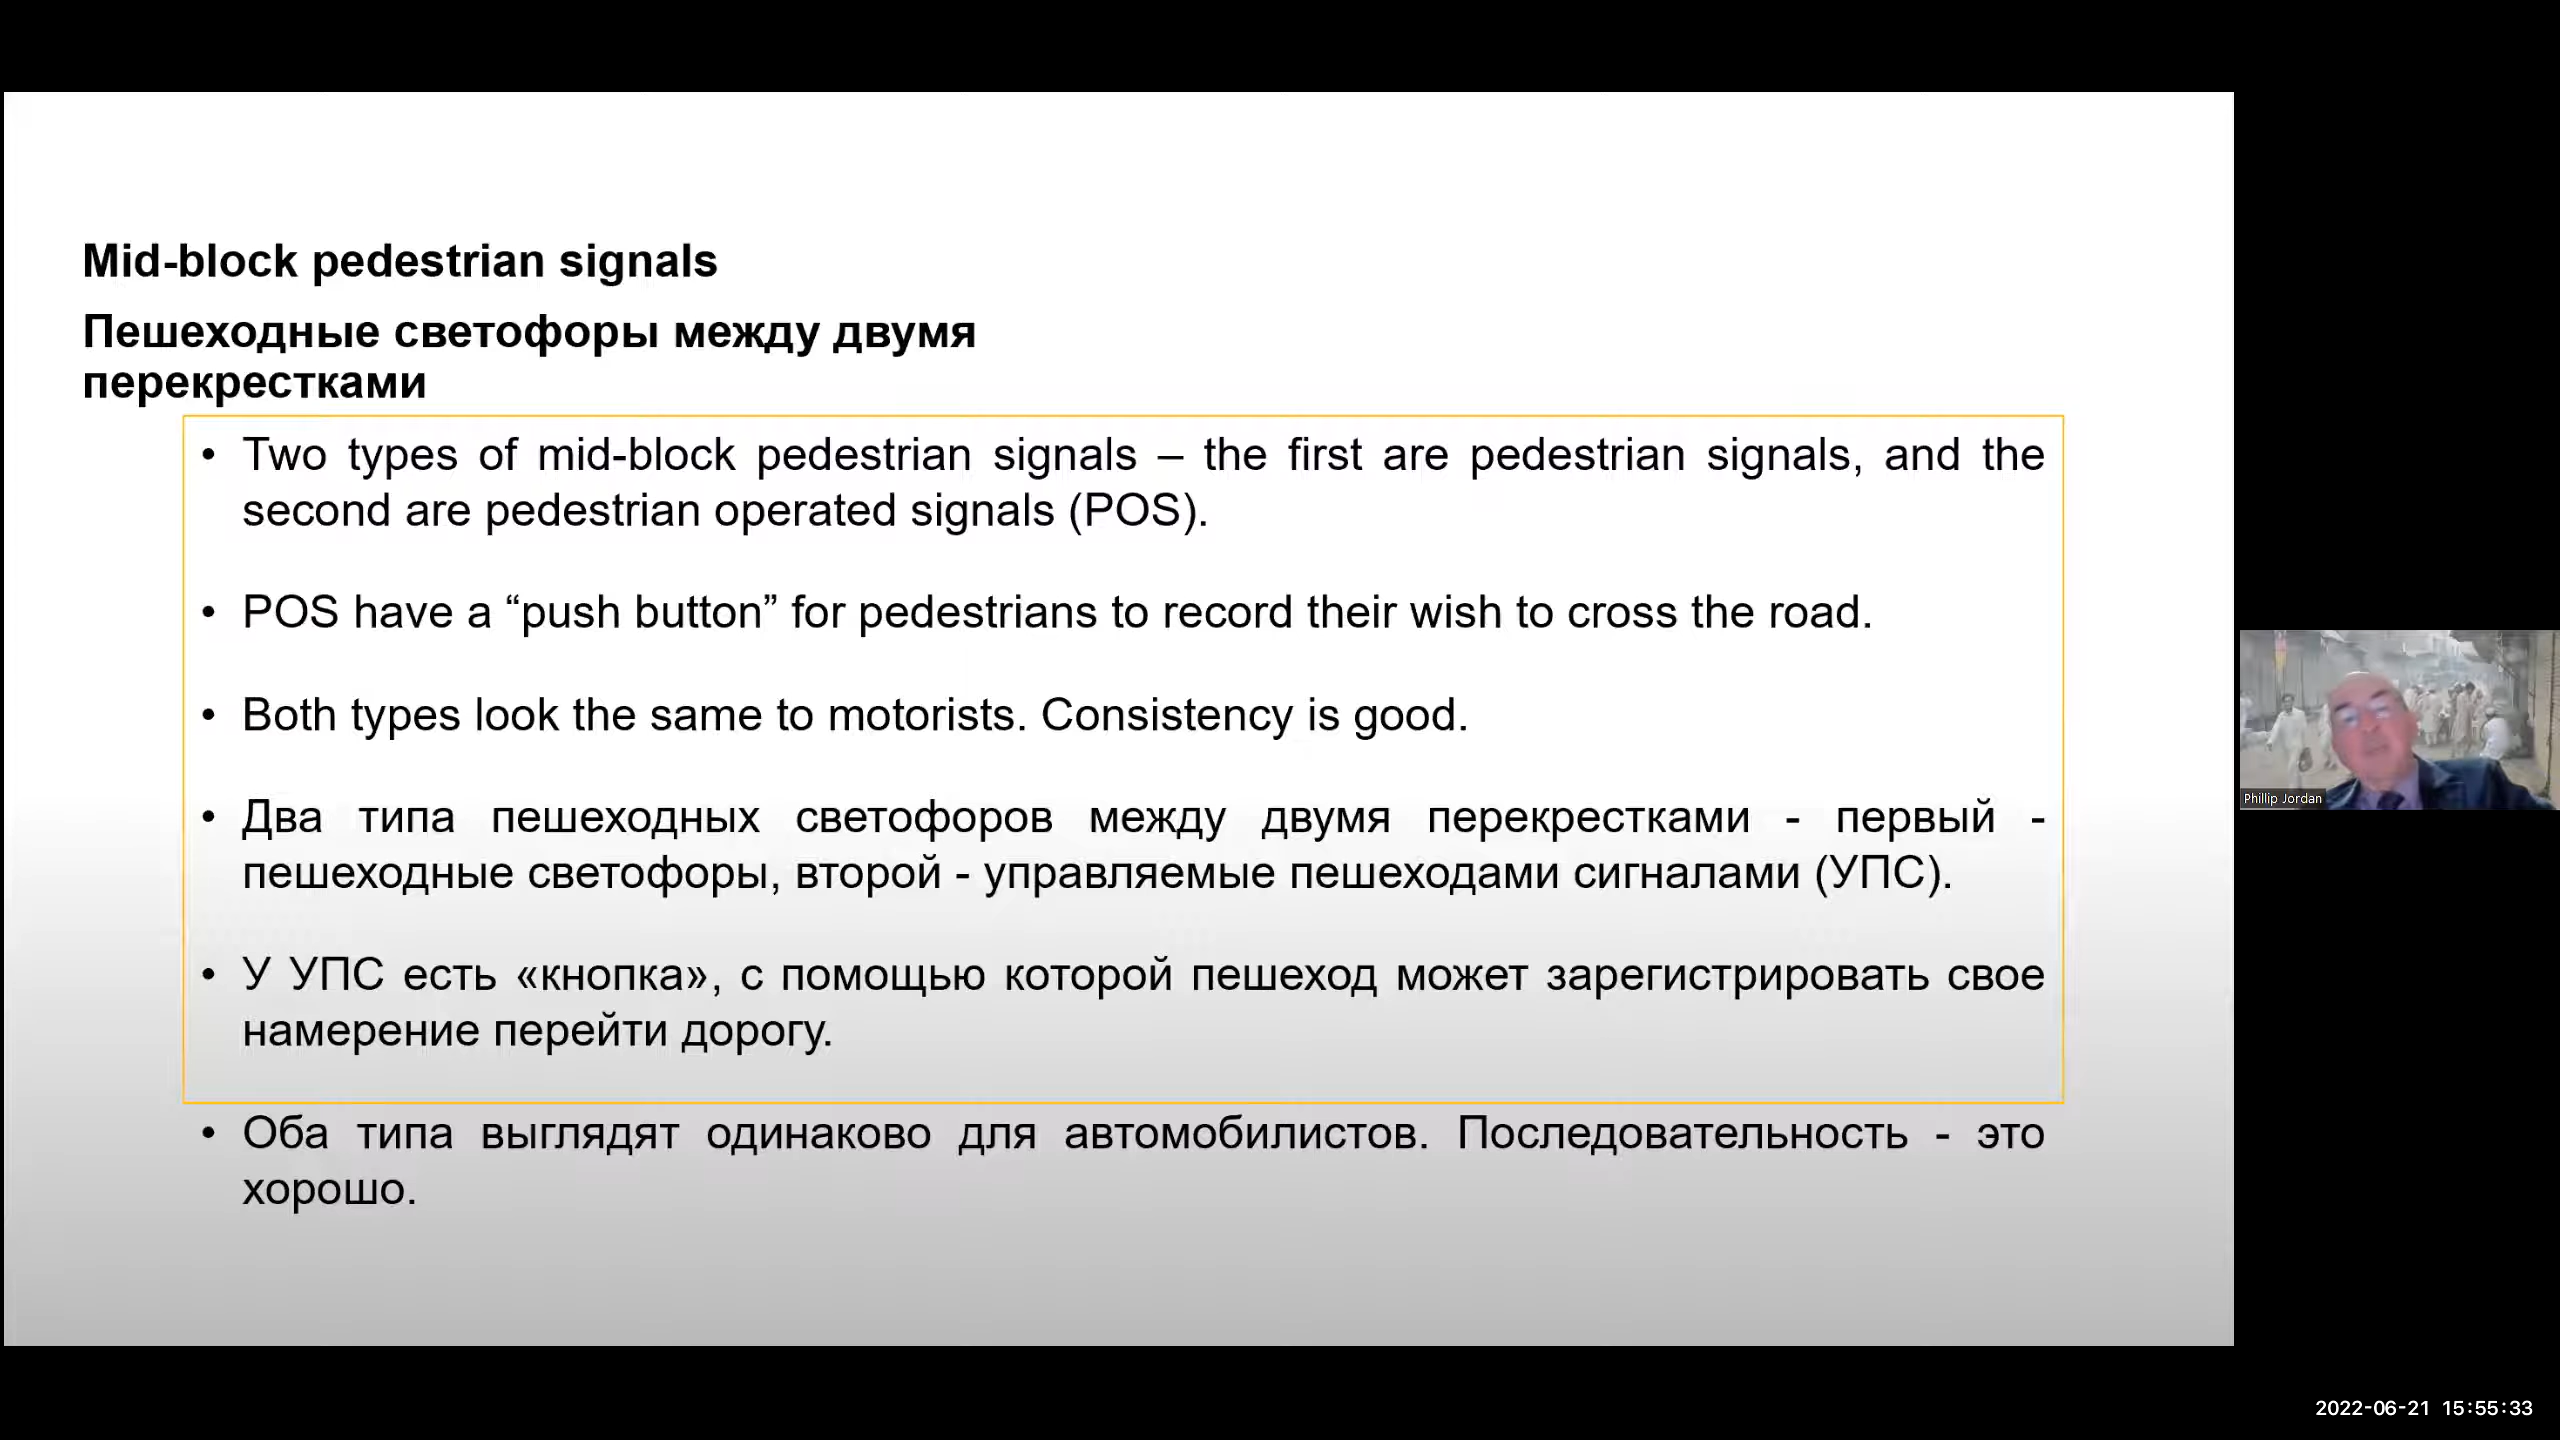 Mid-block pedestrian signals
Пешеходные светофоры между двумя
перекрестками
• Two types of mid-block pedestrian signals – the first are pedestrian signals, and the
second are pedestrian operated signals (POS).
• POS have a “push button” for pedestrians to record their wish to cross the road.
• Both types look the same to motorists. Consistency is good.
• Два типа пешеходных светофоров между двумя перекрестками - первый -
пешеходные светофоры, второй - управляемые пешеходами сигналами (УПС).
• У УПС есть «кнопка», с помощью которой пешеход может зарегистрировать свое
намерение перейти дорогу.
• Оба типа выглядят одинаково для автомобилистов. Последовательность - это
хорошо.
Phillip Jordan
2022-06-21 15:55:33